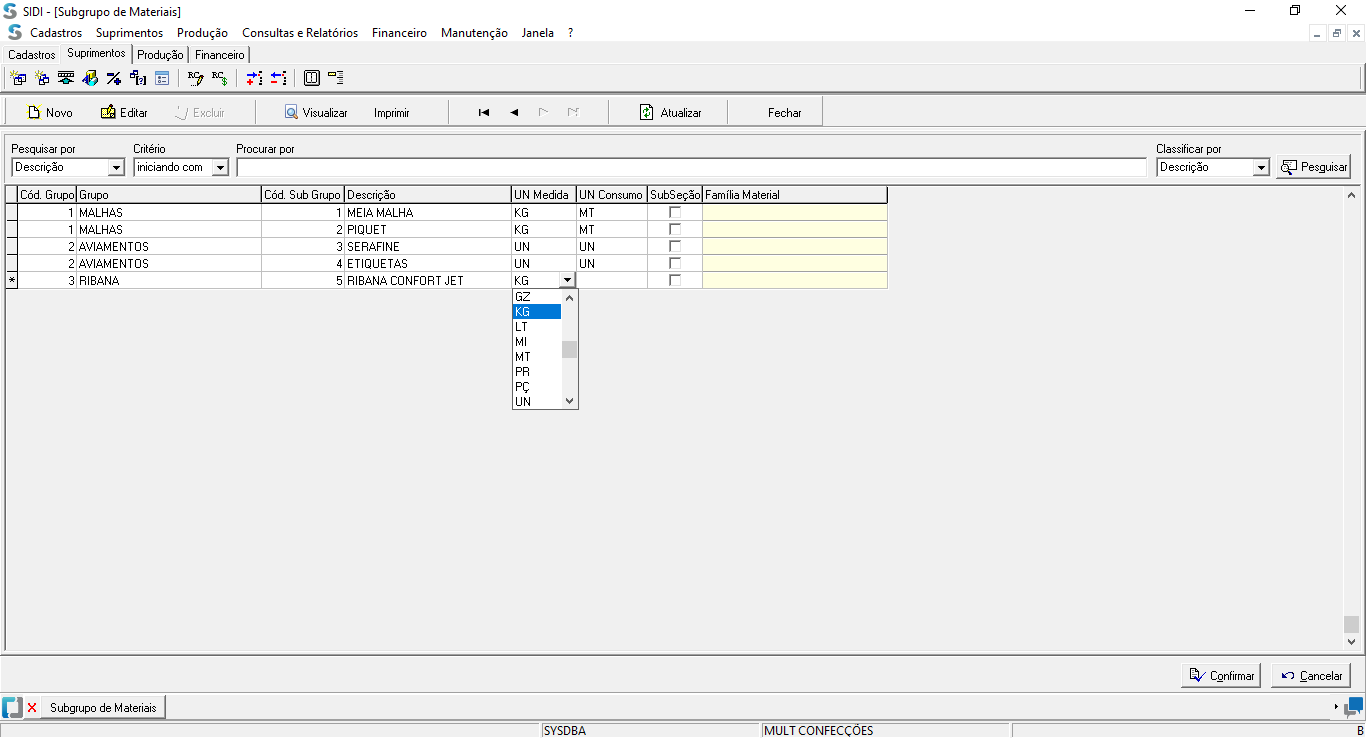 SIDI - [Subgrupo de Materiais]
Cadastros Suprimentos Produção Consultas e Relatórios Financeiro Manutenção Janela ?
Cadastros Suprimentos Produção Financeiro
Novo Editar Excluir Visualizar Imprimir Atualizar Fechar
Pesquisar por Critério Procurar por Classificar por
Descrição iniciando com Descrição Pesquisar
Cód. Grupo Grupo Cód. Sub Grupo Descrição UN Medida UN Consumo SubSeção Família Material
1 MALHAS 1 MEIA MALHA KG MT
1 MALHAS 2 PIQUET KG MT
2 AVIAMENTOS 3 SERAFINE UN UN
2 AVIAMENTOS 4 ETIQUETAS UN UN
* 3 RIBANA 5 RIBANA CONFORT JET KG
GZ
KG
LT
MI
MT
PR
PÇ
UN
Confirmar Cancelar
Subgrupo de Materiais
SYSDBA MULT CONFECÇÕES B